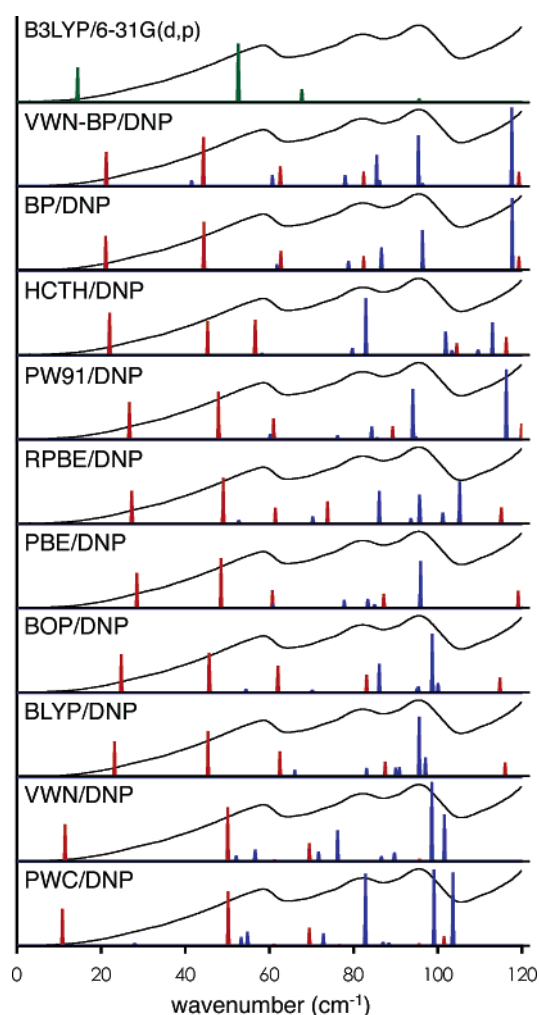 B3LYP/6-31G(d,p)
VWN-BP/DNP
BP/DNP
HCTH/DNP
PW91/DNP
RPBE/DNP
PBE/DNP
BOP/DNP
BLYP/DNP
VWN/DNP
PWC/DNP
0 20 40 60 80 100 120
wavenumber (cm⁻¹)